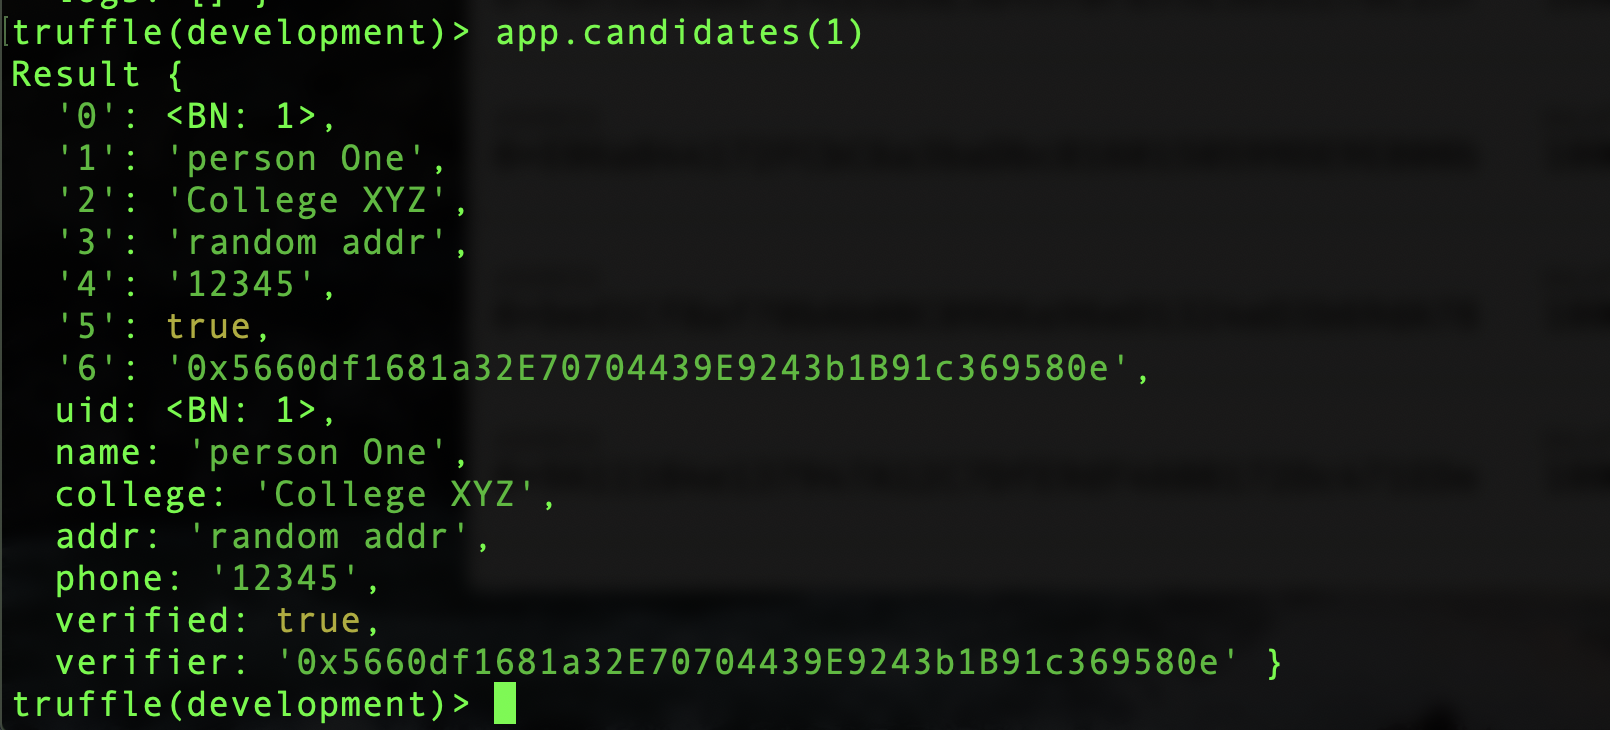 logs: [] }
truffle(development)> app.candidates(1)
Result {
  '0': <BN: 1>,
  '1': 'person One',
  '2': 'College XYZ',
  '3': 'random addr',
  '4': '12345',
  '5': true,
  '6': '0x5660df1681a32E70704439E9243b1B91c369580e',
  uid: <BN: 1>,
  name: 'person One',
  college: 'College XYZ',
  addr: 'random addr',
  phone: '12345',
  verified: true,
  verifier: '0x5660df1681a32E70704439E9243b1B91c369580e' }
truffle(development)>